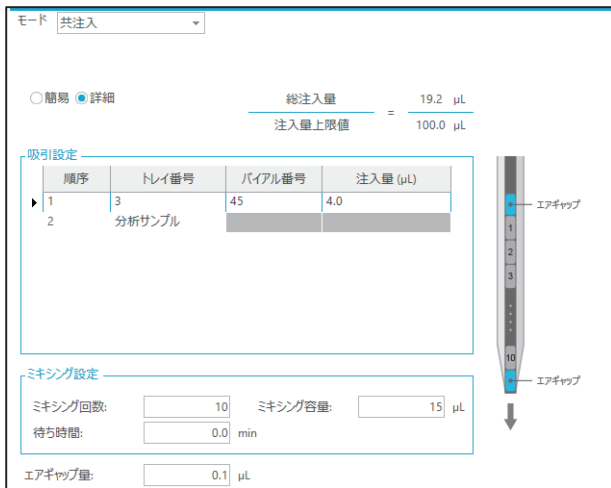 モード 共注入
簡易 詳細
総注入量 = 19.2 µL
注入量上限値 100.0 µL
吸引設定
順序 トレイ番号 バイアル番号 注入量 (µL)
1 3 45 4.0
2 分析サンプル
エアギャップ
1
2
3
10
エアギャップ
ミキシング設定
ミキシング回数: 10 ミキシング容量: 15 µL
待ち時間: 0.0 min
エアギャップ量: 0.1 µL